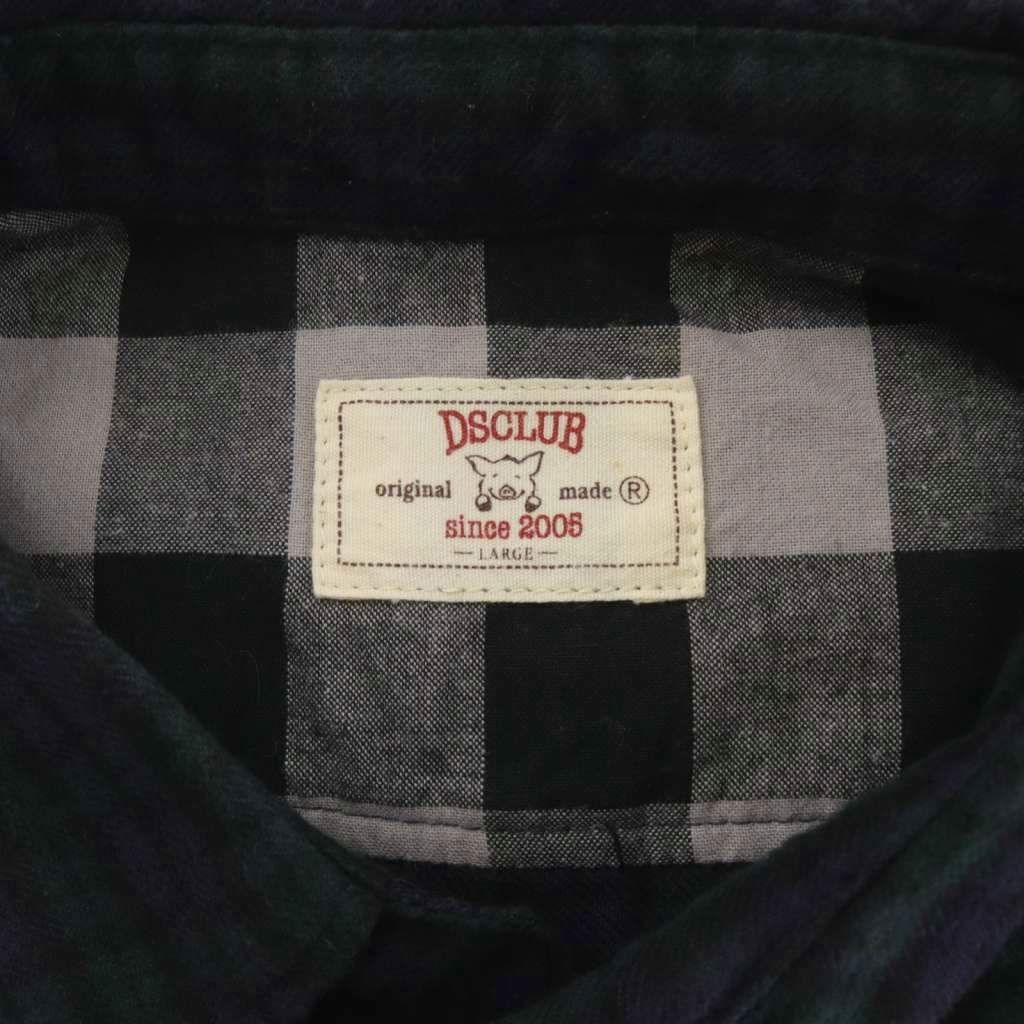 DSCLUB
original made ®
since 2005
LARGE